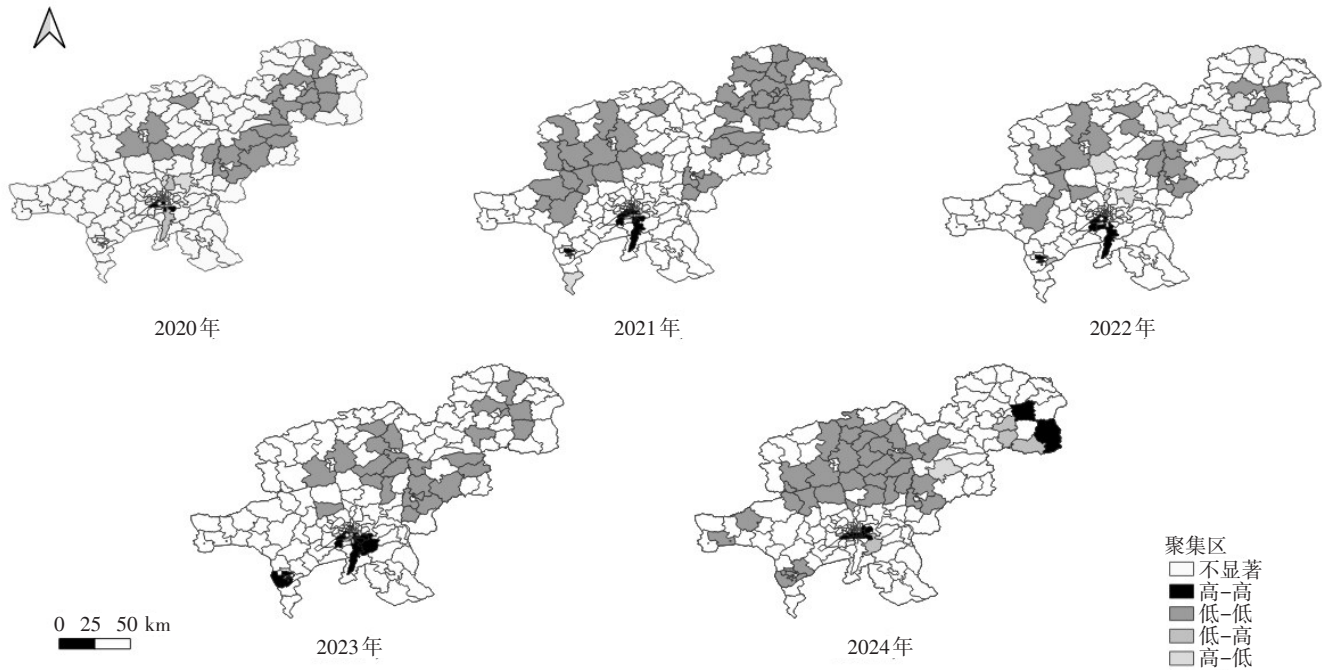 2020年
2021年
2022年
2023年
2024年
0 25 50 km
聚集区
不显著
高-高
低-低
低-高
高-低